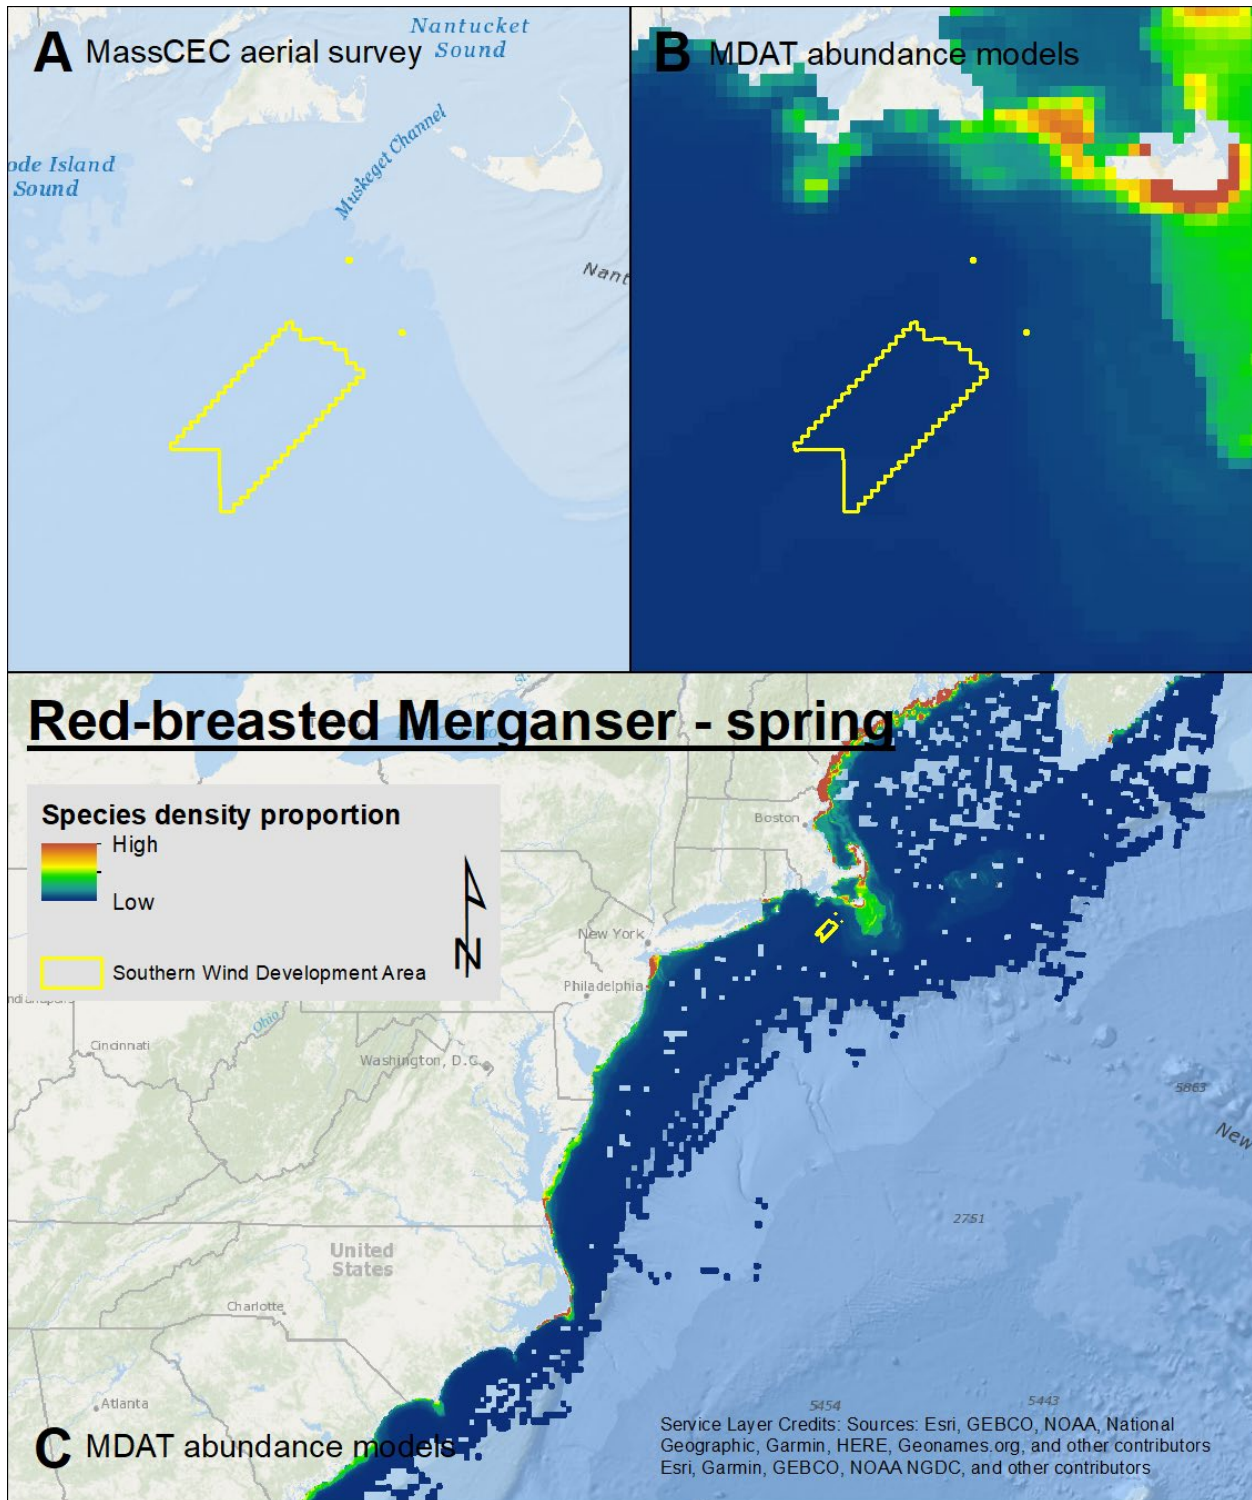 A MassCEC aerial survey
Nantucket
Sound
Muskeget Channel
ode Island
Sound
Nant
B MDAT abundance models
Red-breasted Merganser - spring
Species density proportion
High
Low
N
Southern Wind Development Area
Boston
New York
Philadelphia
Ohio
Cincinnati
Washington, D.C.
United
States
Charlotte
Atlanta
5863
New
2751
5443
5454
C MDAT abundance models
Service Layer Credits: Sources: Esri, GEBCO, NOAA, National
Geographic, Garmin, HERE, Geonames.org, and other contributors
Esri, Garmin, GEBCO, NOAA NGDC, and other contributors